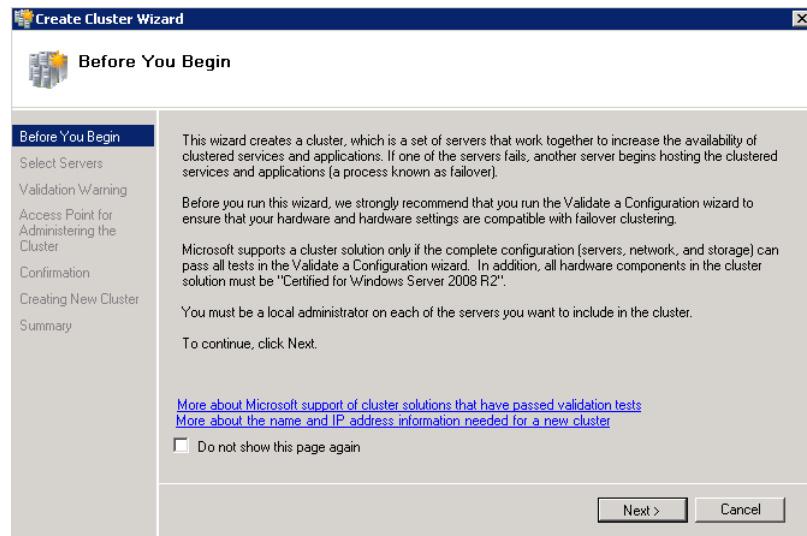 Create Cluster Wizard
Before You Begin
Before You Begin
Select Servers
Validation Warning
Access Point for
Administering the
Cluster
Confirmation
Creating New Cluster
Summary
This wizard creates a cluster, which is a set of servers that work together to increase the availability of
clustered services and applications. If one of the servers fails, another server begins hosting the clustered
services and applications (a process known as failover).
Before you run this wizard, we strongly recommend that you run the Validate a Configuration wizard to
ensure that your hardware and hardware settings are compatible with failover clustering.
Microsoft supports a cluster solution only if the complete configuration (servers, network, and storage) can
pass all tests in the Validate a Configuration wizard. In addition, all hardware components in the cluster
solution must be "Certified for Windows Server 2008 R2".
You must be a local administrator on each of the servers you want to include in the cluster.
To continue, click Next.
More about Microsoft support of cluster solutions that have passed validation tests
More about the name and IP address information needed for a new cluster
Do not show this page again
Next >
Cancel